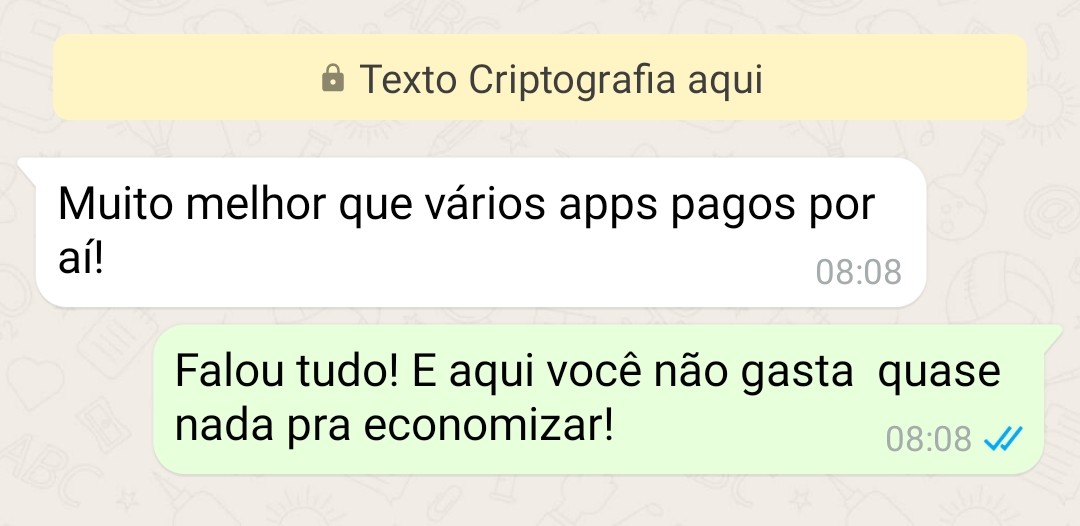 Texto Criptografia aqui
Muito melhor que vários apps pagos por
aí!
08:08
Falou tudo! E aqui você não gasta  quase
nada pra economizar!
08:08